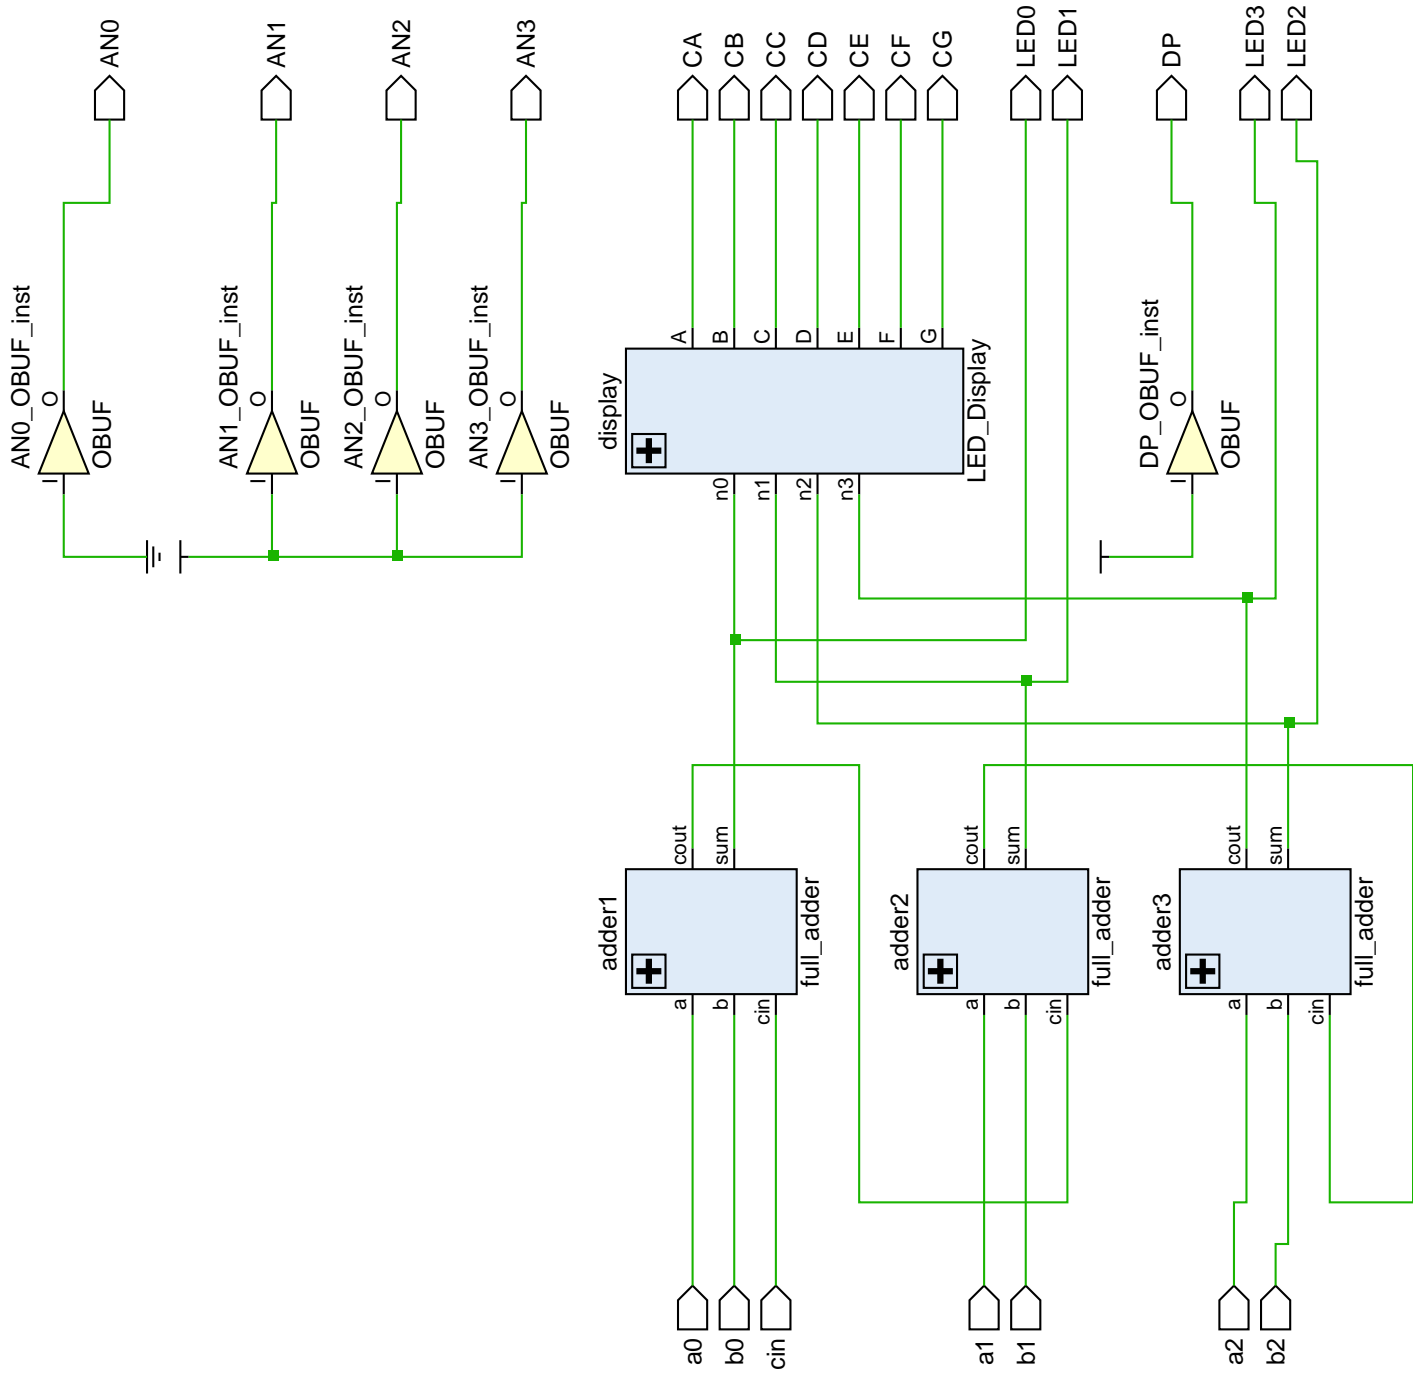 AN0
AN1
AN2
AN3
CA
CB
CC
CD
CE
CF
CG
LED0
LED1
DP
LED3
LED2
AN0_OBUF_inst
I
O
OBUF
AN1_OBUF_inst
I
O
OBUF
AN2_OBUF_inst
I
O
OBUF
AN3_OBUF_inst
I
O
OBUF
display
A
B
C
D
E
F
G
n0
n1
n2
n3
LED_Display
DP_OBUF_inst
I
O
OBUF
adder1
cout
sum
a
b
cin
full_adder
adder2
cout
sum
a
b
cin
full_adder
adder3
cout
sum
a
b
cin
full_adder
a0
b0
cin
a1
b1
a2
b2